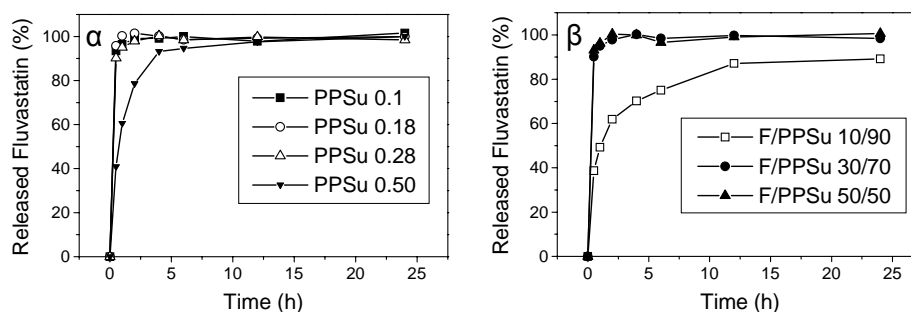 α
Released Fluvastatin (%)
100
80
60
40
20
0
PPSu 0.1
PPSu 0.18
PPSu 0.28
PPSu 0.50
0 5 10 15 20 25
Time (h)
β
Released Fluvastatin (%)
100
80
60
40
20
0
F/PPSu 10/90
F/PPSu 30/70
F/PPSu 50/50
0 5 10 15 20 25
Time (h)